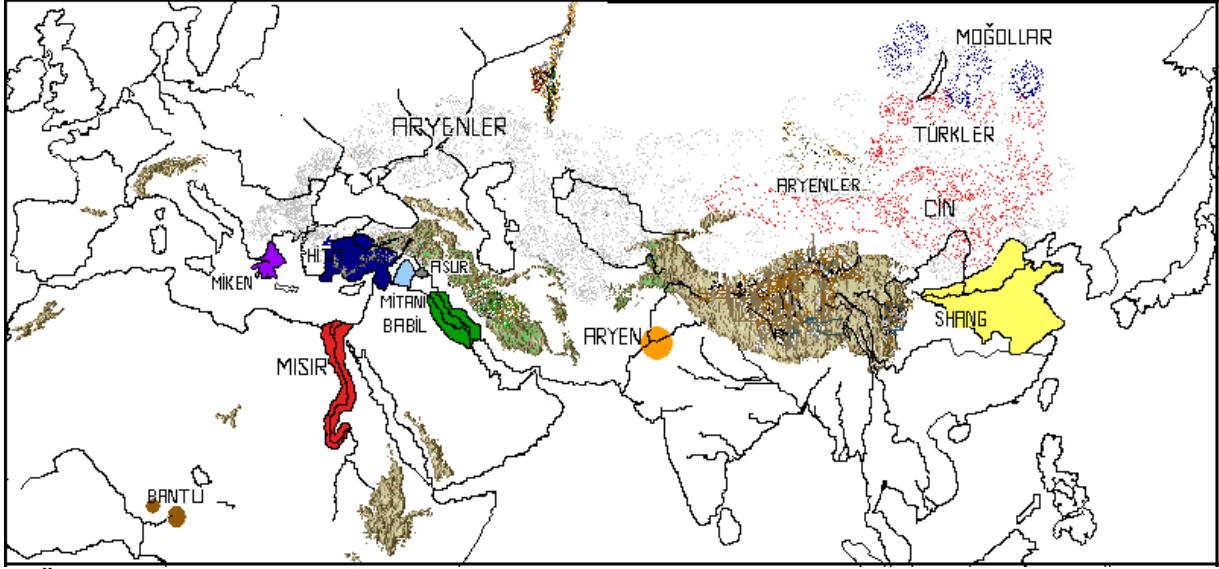 MOĞOLLAR
ARYENLER
TÜRKLER
ARYENLER
ÇİN
HİT
ASUR
MİKEN
MİTANI
BABİL
ARYEN
SHANG
MISIR
BANTU